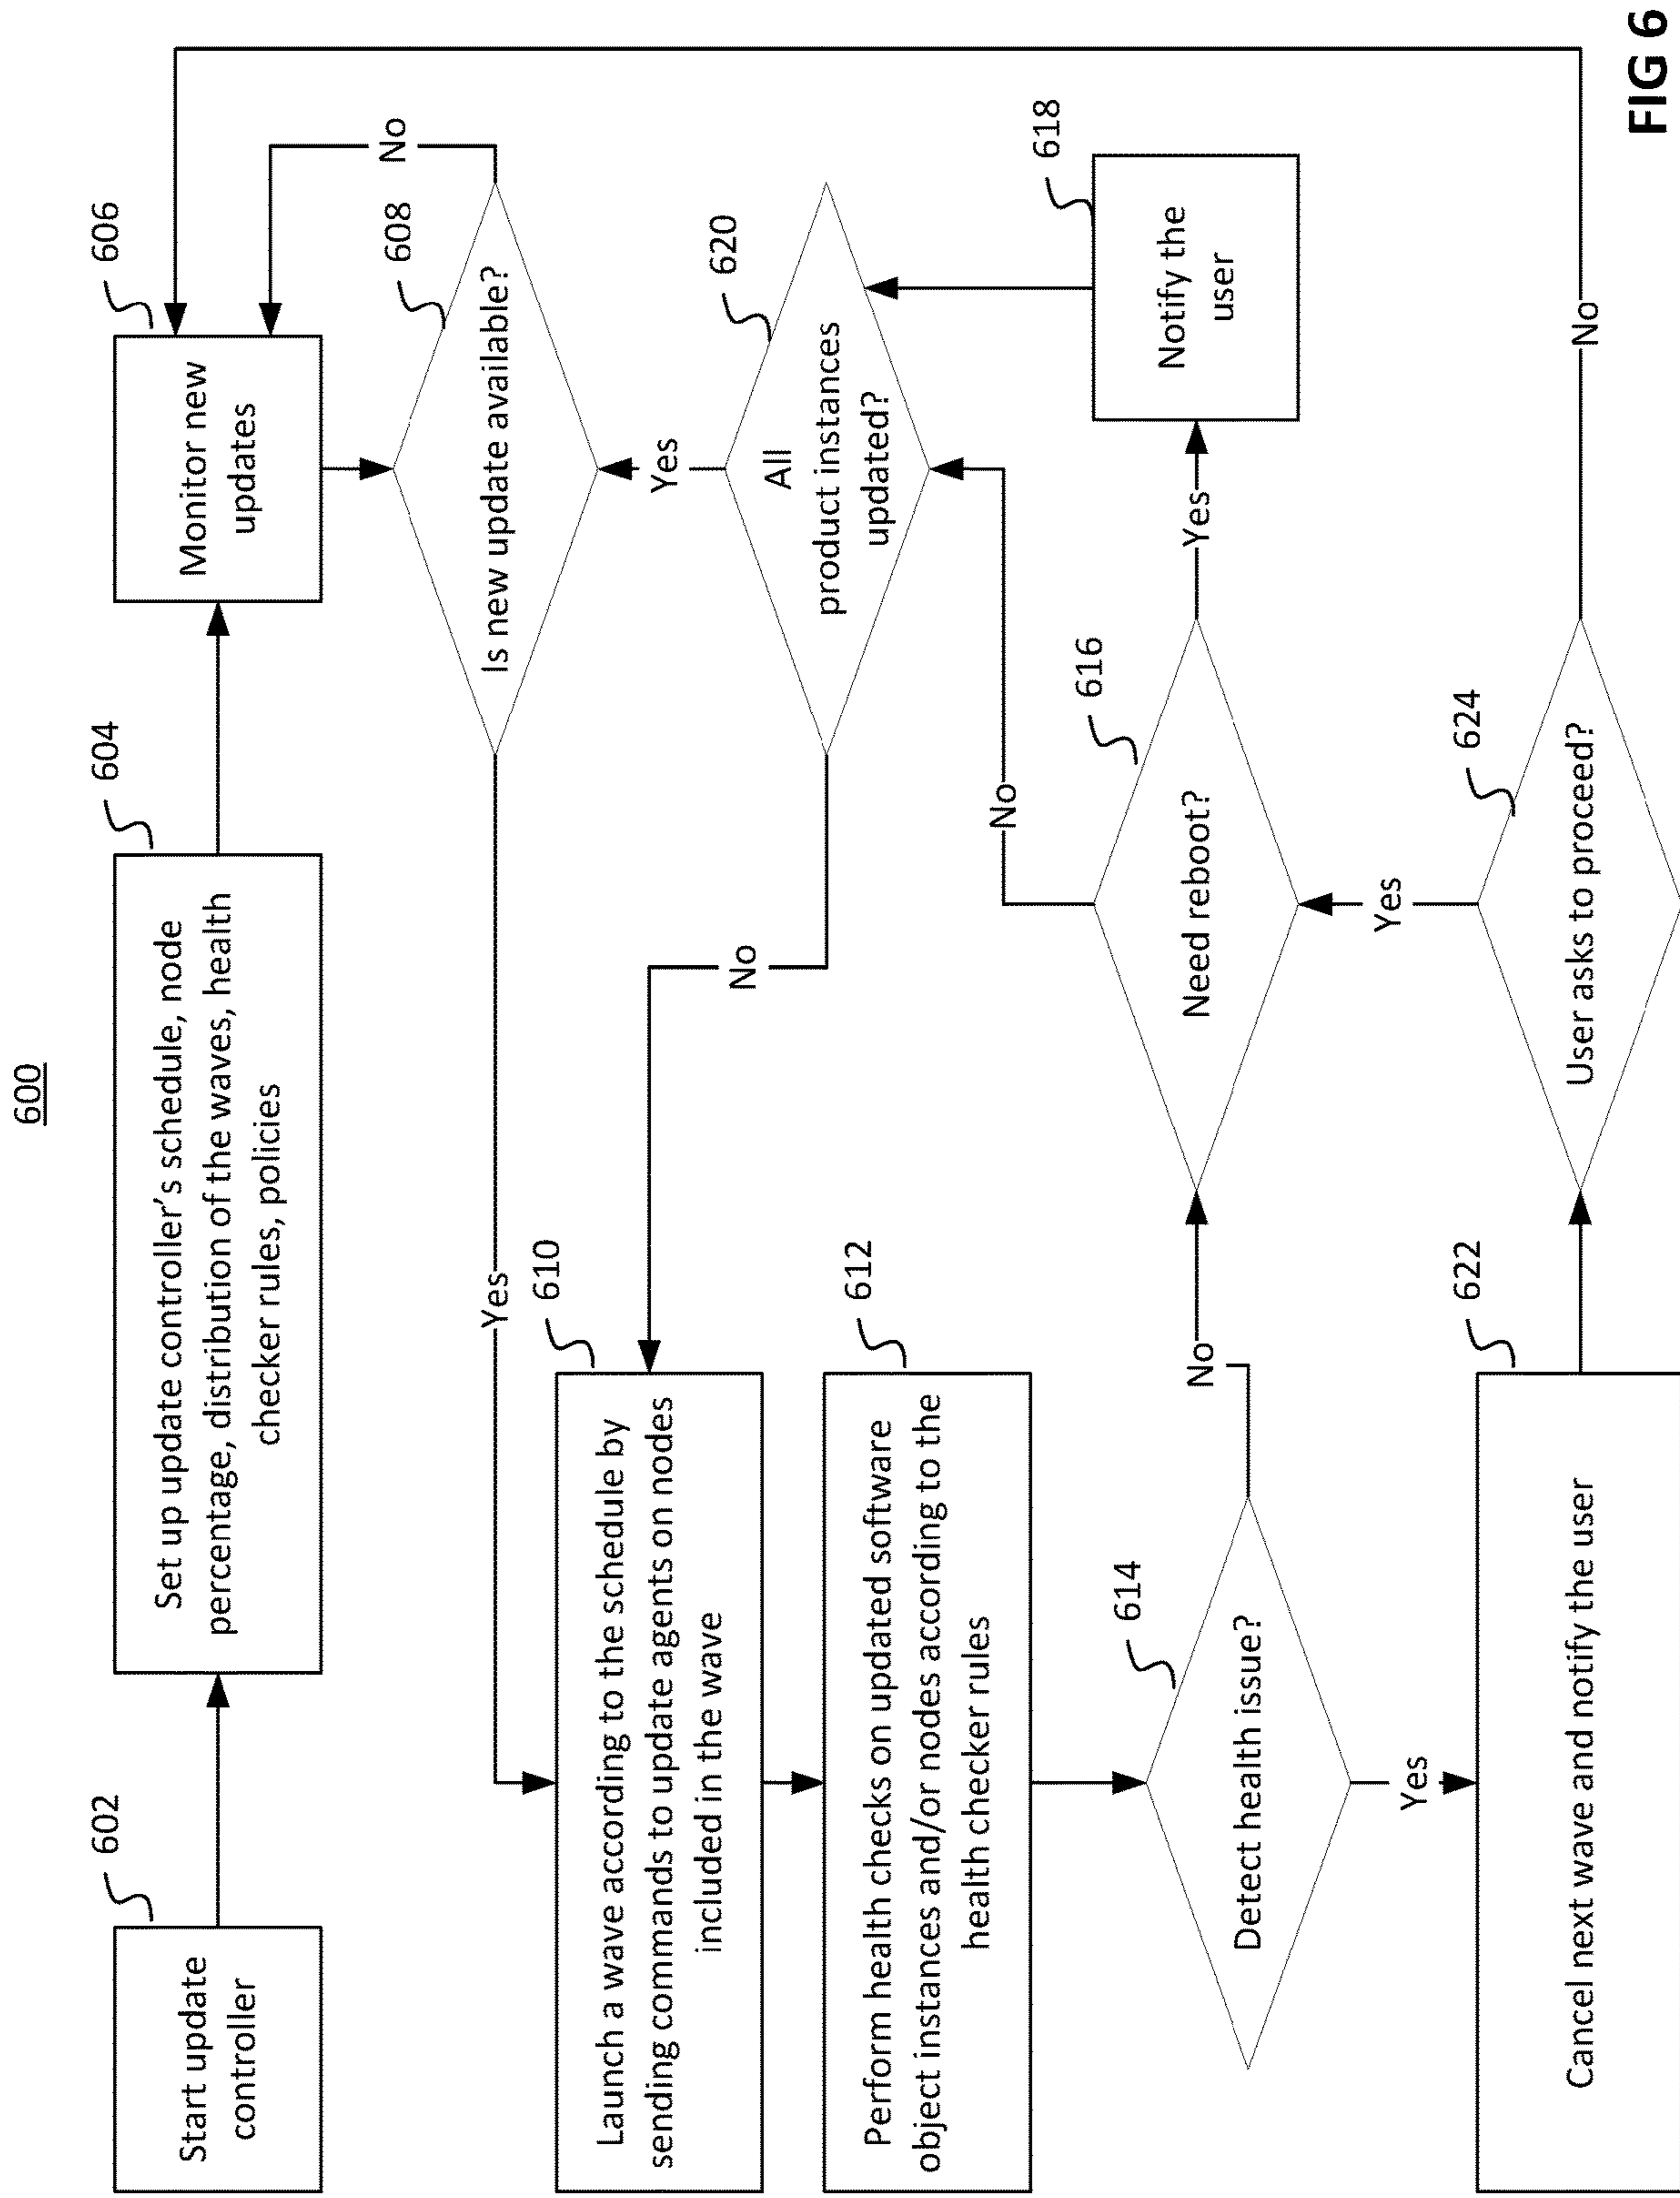 600
602
Start update
controller
604
Set up update controller's schedule, node
percentage, distribution of the waves, health
checker rules, policies
606
Monitor new
updates
608
Is new update available?
No
Yes
610
Launch a wave according to the schedule by
sending commands to update agents on nodes
included in the wave
No
Yes
620
All
product instances
updated?
612
Perform health checks on updated software
object instances and/or nodes according to the
health checker rules
614
Detect health issue?
No
616
Need reboot?
No
Yes
618
Notify the
user
Yes
622
Cancel next wave and notify the user
624
User asks to proceed?
Yes
No
FIG 6